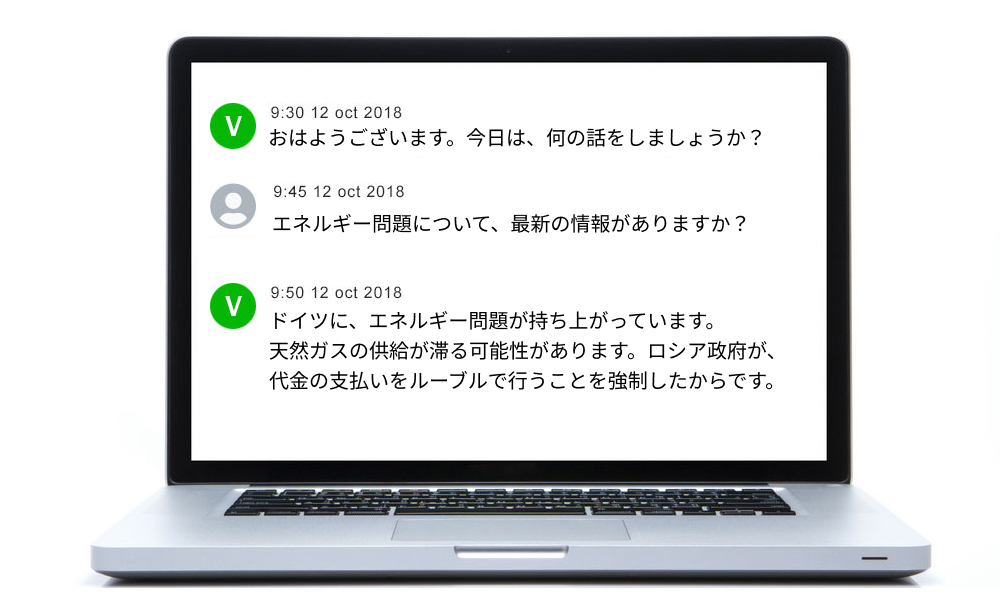 V
9:30 12 oct 2018
おはようございます。今日は、何の話をしましょうか？
9:45 12 oct 2018
エネルギー問題について、最新の情報がありますか？
V
9:50 12 oct 2018
ドイツに、エネルギー問題が持ち上がっています。
天然ガスの供給が滞る可能性があります。ロシア政府が、
代金の支払いをルーブルで行うことを強制したからです。